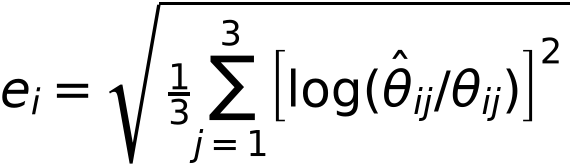 $e_i = \sqrt{\frac{1}{3} \sum_{j=1}^{3} \left[ \log(\hat{\theta}_{ij}/\theta_{ij}) \right]^2}$